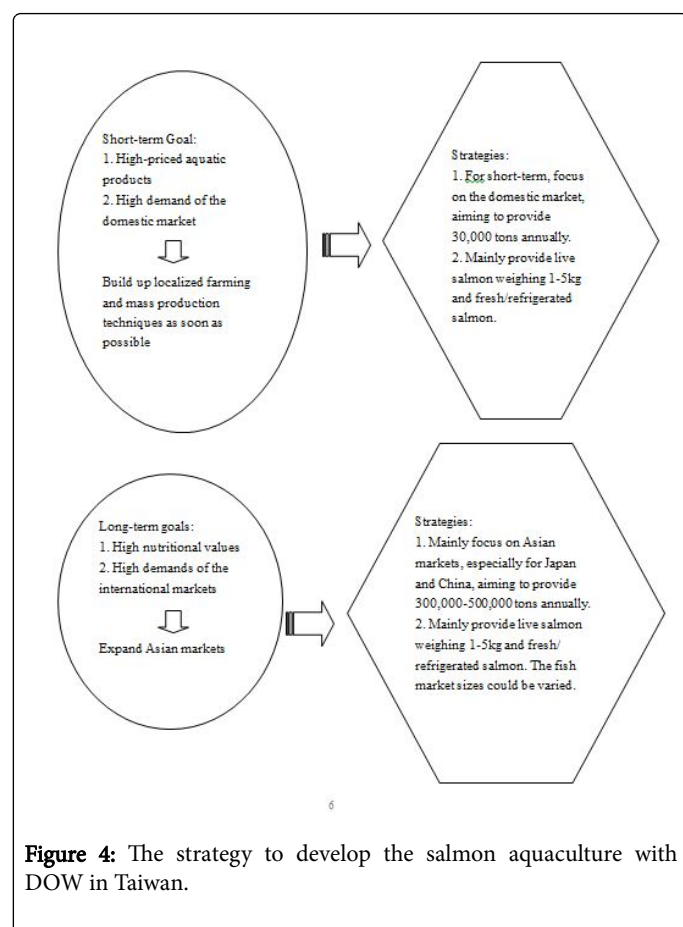 Short-term Goal:
1. High-priced aquatic
products
2. High demand of the
domestic market
Build up localized farming
and mass production
techniques as soon as
possible
Strategies:
1. For short-term, focus
on the domestic market,
aiming to provide
30,000 tons annually.
2. Mainly provide live
salmon weighing 1-5kg
and fresh/refrigerated
salmon.
Long-term goals:
1. High nutritional values
2. High demands of the
international markets
Expand Asian markets
Strategies:
1. Mainly focus on Asian
markets, especially for Japan
and China, aiming to provide
300,000-500,000 tons annually.
2. Mainly provide live salmon
weighing 1-5kg and fresh/
refrigerated salmon. The fish
market sizes could be varied.
6
Figure 4: The strategy to develop the salmon aquaculture with
DOW in Taiwan.